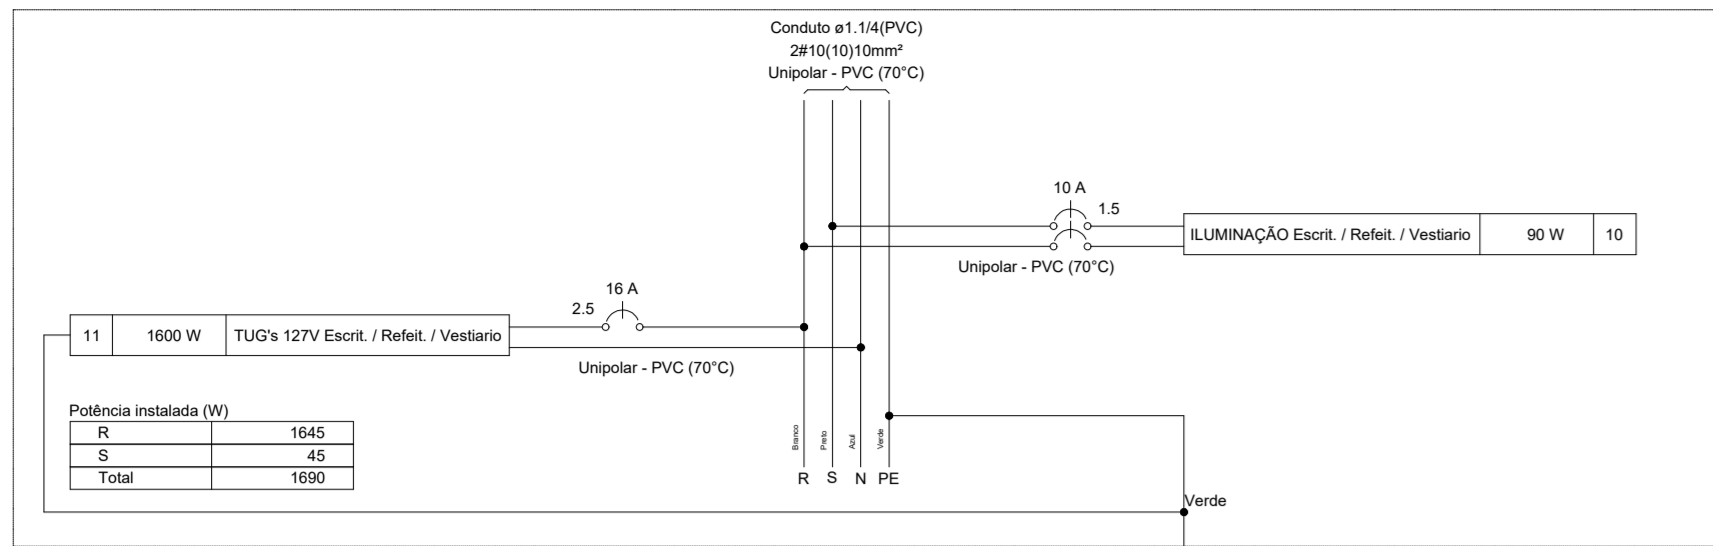 Conduto ø1.1/4(PVC)
2#10(10)10mm²
Unipolar - PVC (70°C)
10 A
1.5
ILUMINAÇÃO Escrit. / Refeit. / Vestiario 90 W 10
Unipolar - PVC (70°C)
16 A
2.5
11 1600 W TUG's 127V Escrit. / Refeit. / Vestiario
Unipolar - PVC (70°C)
Potência instalada (W)
R 1645
S 45
Total 1690
Branco Preto Azul Verde
R S N PE
Verde